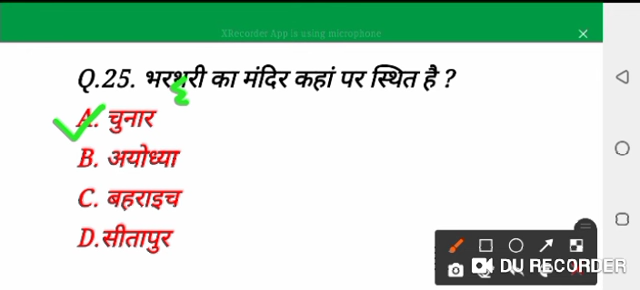 XRecorder App is using microphone
Q.25. भरथरी का मंदिर कहां पर स्थित है ?
A. चुनार
B. अयोध्या
C. बहराइच
D.सीतापुर
DU RECORDER